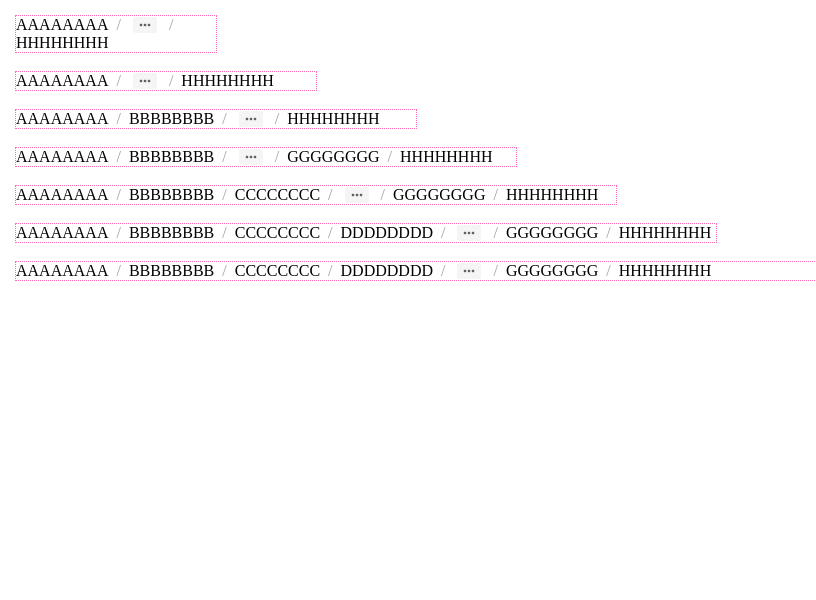 AAAAAAAA / ••• /
HHHHHHHH
AAAAAAAA / ••• / HHHHHHHH
AAAAAAAA / BBBBBBBB / ••• / HHHHHHHH
AAAAAAAA / BBBBBBBB / ••• / GGGGGGGG / HHHHHHHH
AAAAAAAA / BBBBBBBB / CCCCCCCC / ••• / GGGGGGGG / HHHHHHHH
AAAAAAAA / BBBBBBBB / CCCCCCCC / DDDDDDDD / ••• / GGGGGGGG / HHHHHHHH
AAAAAAAA / BBBBBBBB / CCCCCCCC / DDDDDDDD / ••• / GGGGGGGG / HHHHHHHH